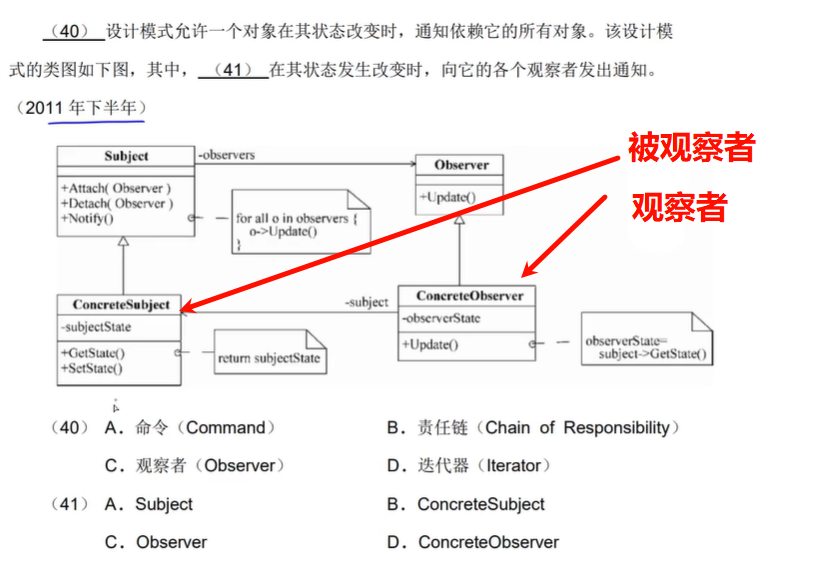 （40）设计模式允许一个对象在其状态改变时，通知依赖它的所有对象。该设计模
式的类图如下图，其中，（41）在其状态发生改变时，向它的各个观察者发出通知。
（2011 年下半年）
Subject
-observers
Observer
被观察者
+Attach( Observer )
+Detach( Observer )
+Notify()
+Update()
观察者
for all o in observers {
o->Update()
}
ConcreteSubject
-subject
ConcreteObserver
-subjectState
-observerState
+GetState()
+SetState()
return subjectState
+Update()
observerState=
subject->GetState()
（40） A．命令（Command） B．责任链（Chain of Responsibility）
C．观察者（Observer） D．迭代器（Iterator）
（41） A．Subject B．ConcreteSubject
C．Observer D．ConcreteObserver